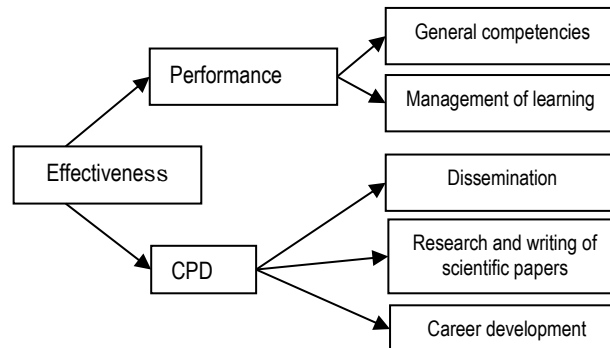 General competencies
Performance
Management of learning
Effectiveness
Dissemination
CPD
Research and writing of
scientific papers
Career development